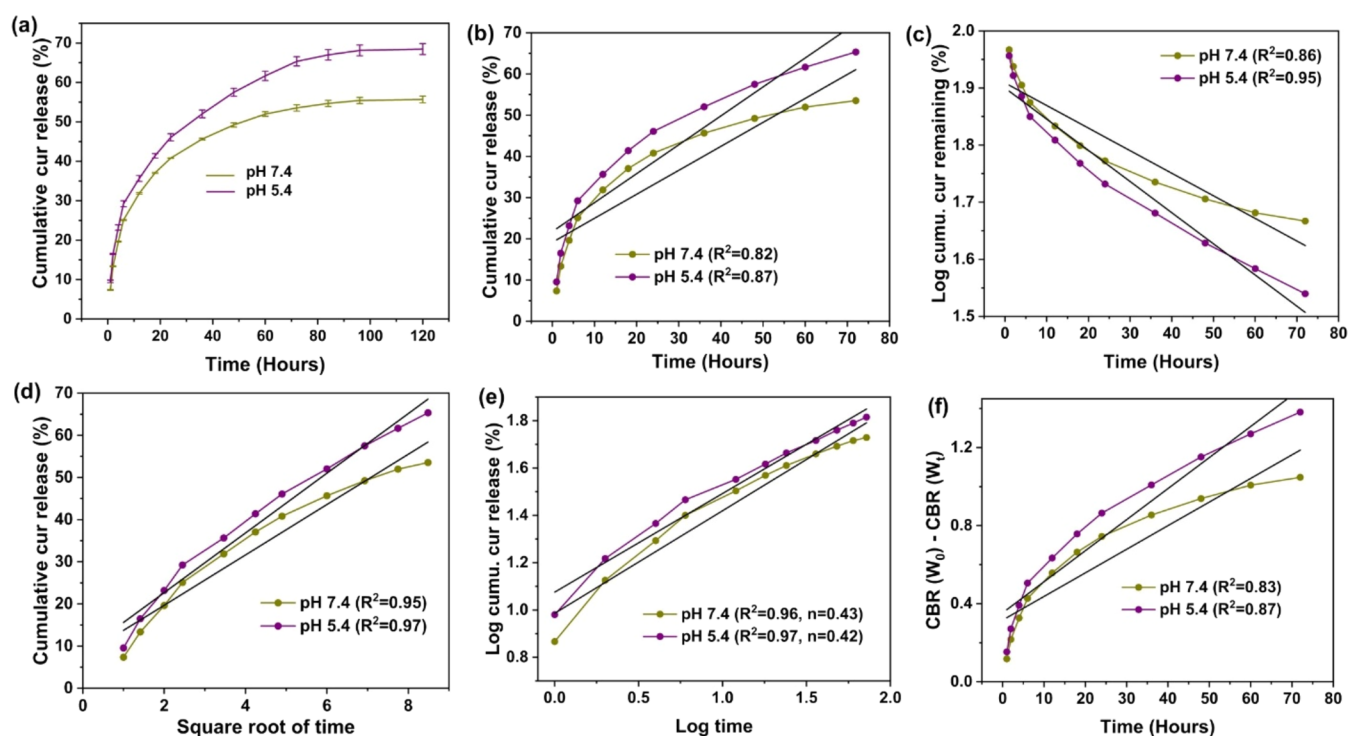 (a)
70
60
50
40
30
20
10
0
Cumulative cur release (%)
pH 7.4
pH 5.4
0 20 40 60 80 100 120
Time (Hours)
(b)
70
60
50
40
30
20
10
0
Cumulative cur release (%)
pH 7.4 (R²=0.82)
pH 5.4 (R²=0.87)
0 10 20 30 40 50 60 70 80
Time (Hours)
(c)
2.0
1.9
1.8
1.7
1.6
1.5
Log cumu. cur remaining (%)
pH 7.4 (R²=0.86)
pH 5.4 (R²=0.95)
0 10 20 30 40 50 60 70 80
Time (Hours)
(d)
70
60
50
40
30
20
10
0
Cumulative cur release (%)
pH 7.4 (R²=0.95)
pH 5.4 (R²=0.97)
0 2 4 6 8
Square root of time
(e)
1.8
1.6
1.4
1.2
1.0
0.8
Log cumu. cur release (%)
pH 7.4 (R²=0.96, n=0.43)
pH 5.4 (R²=0.97, n=0.42)
0.0 0.5 1.0 1.5 2.0
Log time
(f)
1.2
0.8
0.4
0.0
CBR (W₀) - CBR (Wₜ)
pH 7.4 (R²=0.83)
pH 5.4 (R²=0.87)
0 10 20 30 40 50 60 70 80
Time (Hours)